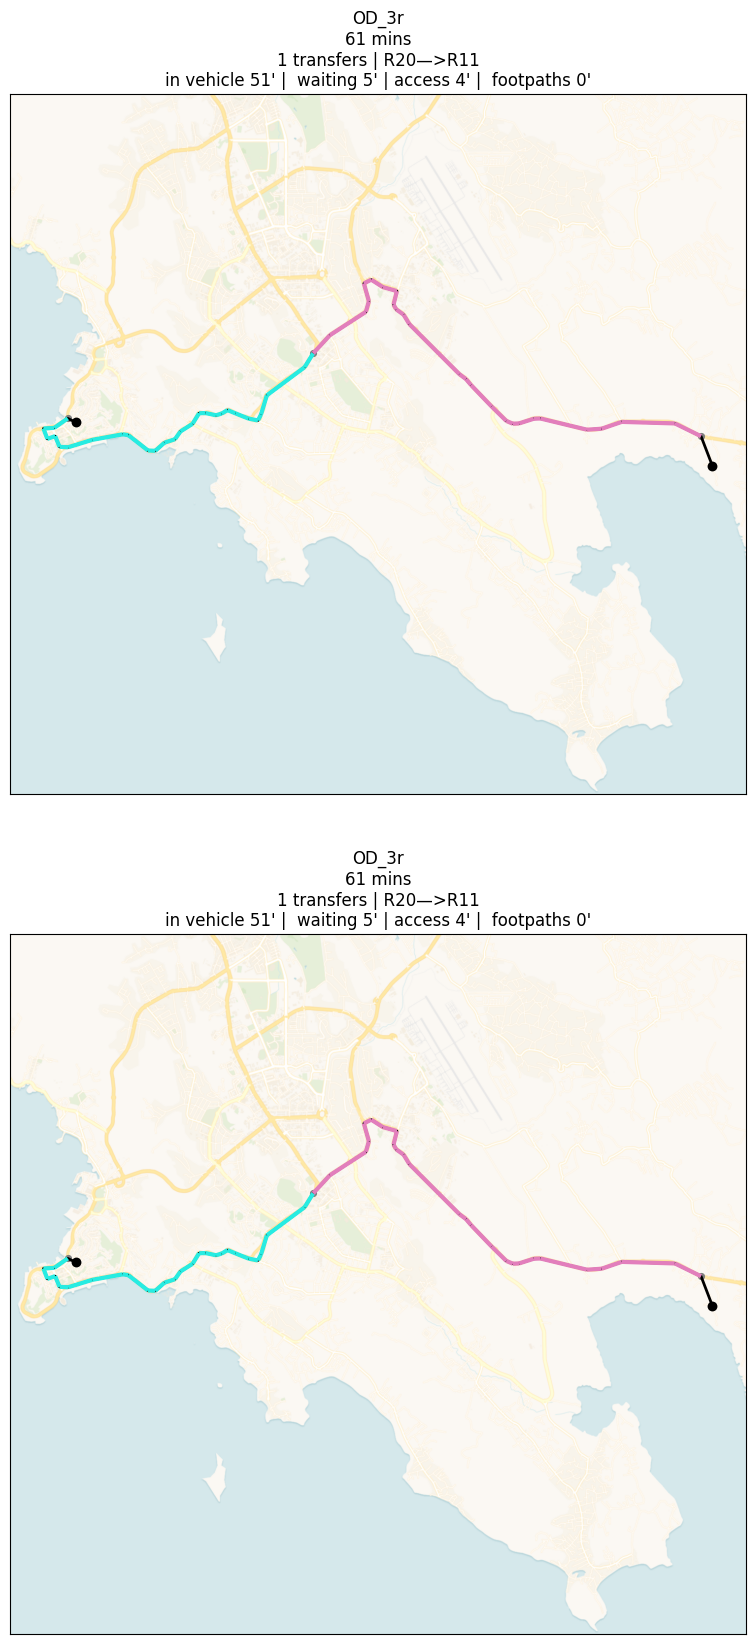 OD_3r
61 mins
1 transfers | R20—>R11
in vehicle 51' |  waiting 5' | access 4' |  footpaths 0'
OD_3r
61 mins
1 transfers | R20—>R11
in vehicle 51' |  waiting 5' | access 4' |  footpaths 0'